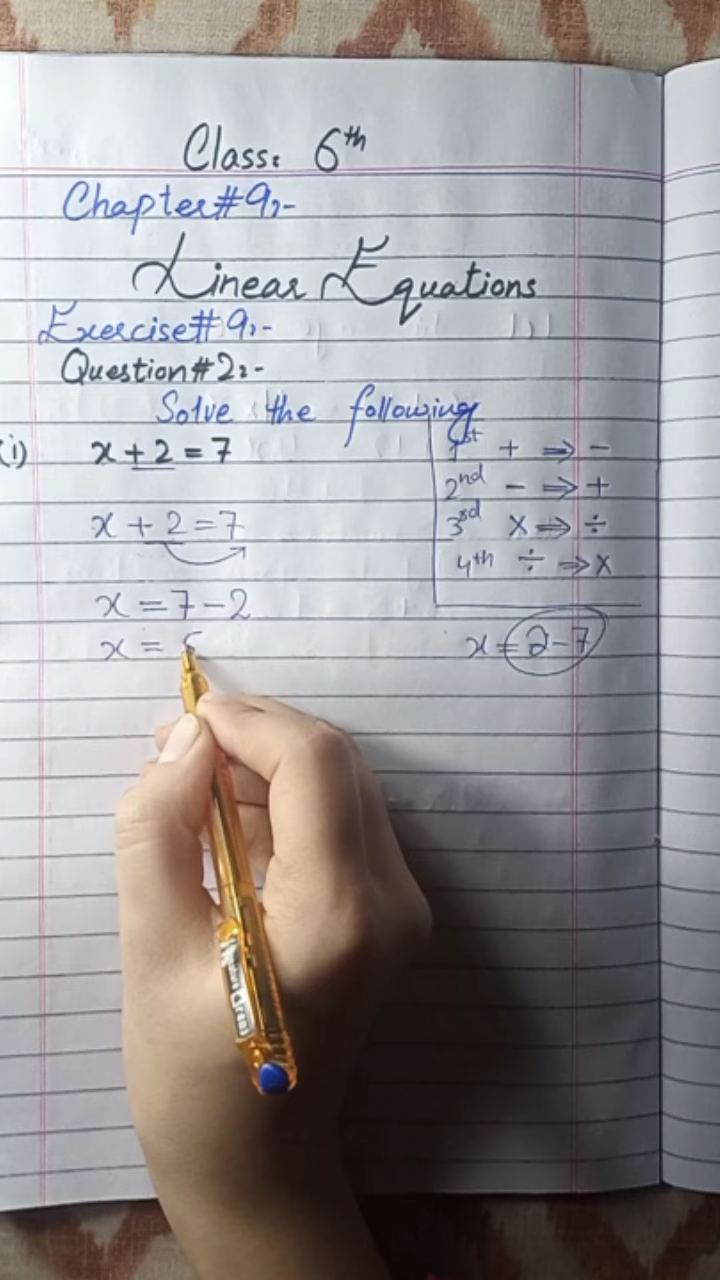 Class: 6th
Chapter#9:-
Linear Equations
Exercise#9:-
Question#2:-
Solve the following
(i) x + 2 = 7
1st + ⇒ -
2nd - ⇒ +
3rd × ⇒ ÷
4th ÷ ⇒ ×
x + 2 = 7
x = 7 - 2
x = 5
x = 2 - 7